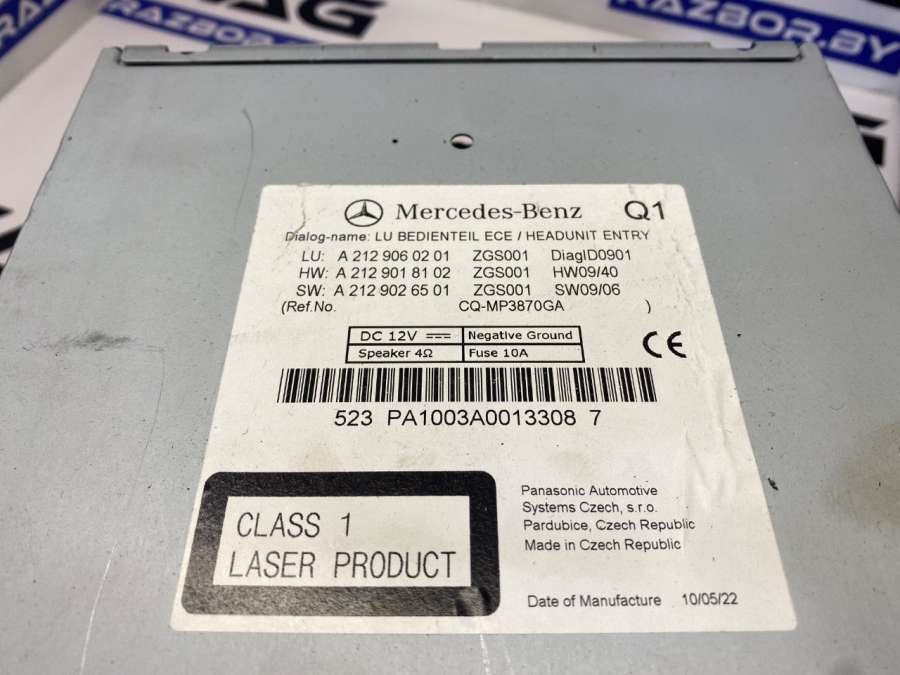 RAZBOR.BY
Mercedes-Benz Q1
Dialog-name: LU BEDIENTEIL ECE / HEADUNIT ENTRY
LU: A 212 906 02 01 ZGS001 DiagID0901
HW: A 212 901 81 02 ZGS001 HW09/40
SW: A 212 902 65 01 ZGS001 SW09/06
(Ref.No. CQ-MP3870GA )
DC 12V Negative Ground
Speaker 4Ω Fuse 10A
CE
523 PA1003A0013308 7
CLASS 1
LASER PRODUCT
Panasonic Automotive
Systems Czech, s.r.o.
Pardubice, Czech Republic
Made in Czech Republic
Date of Manufacture 10/05/22